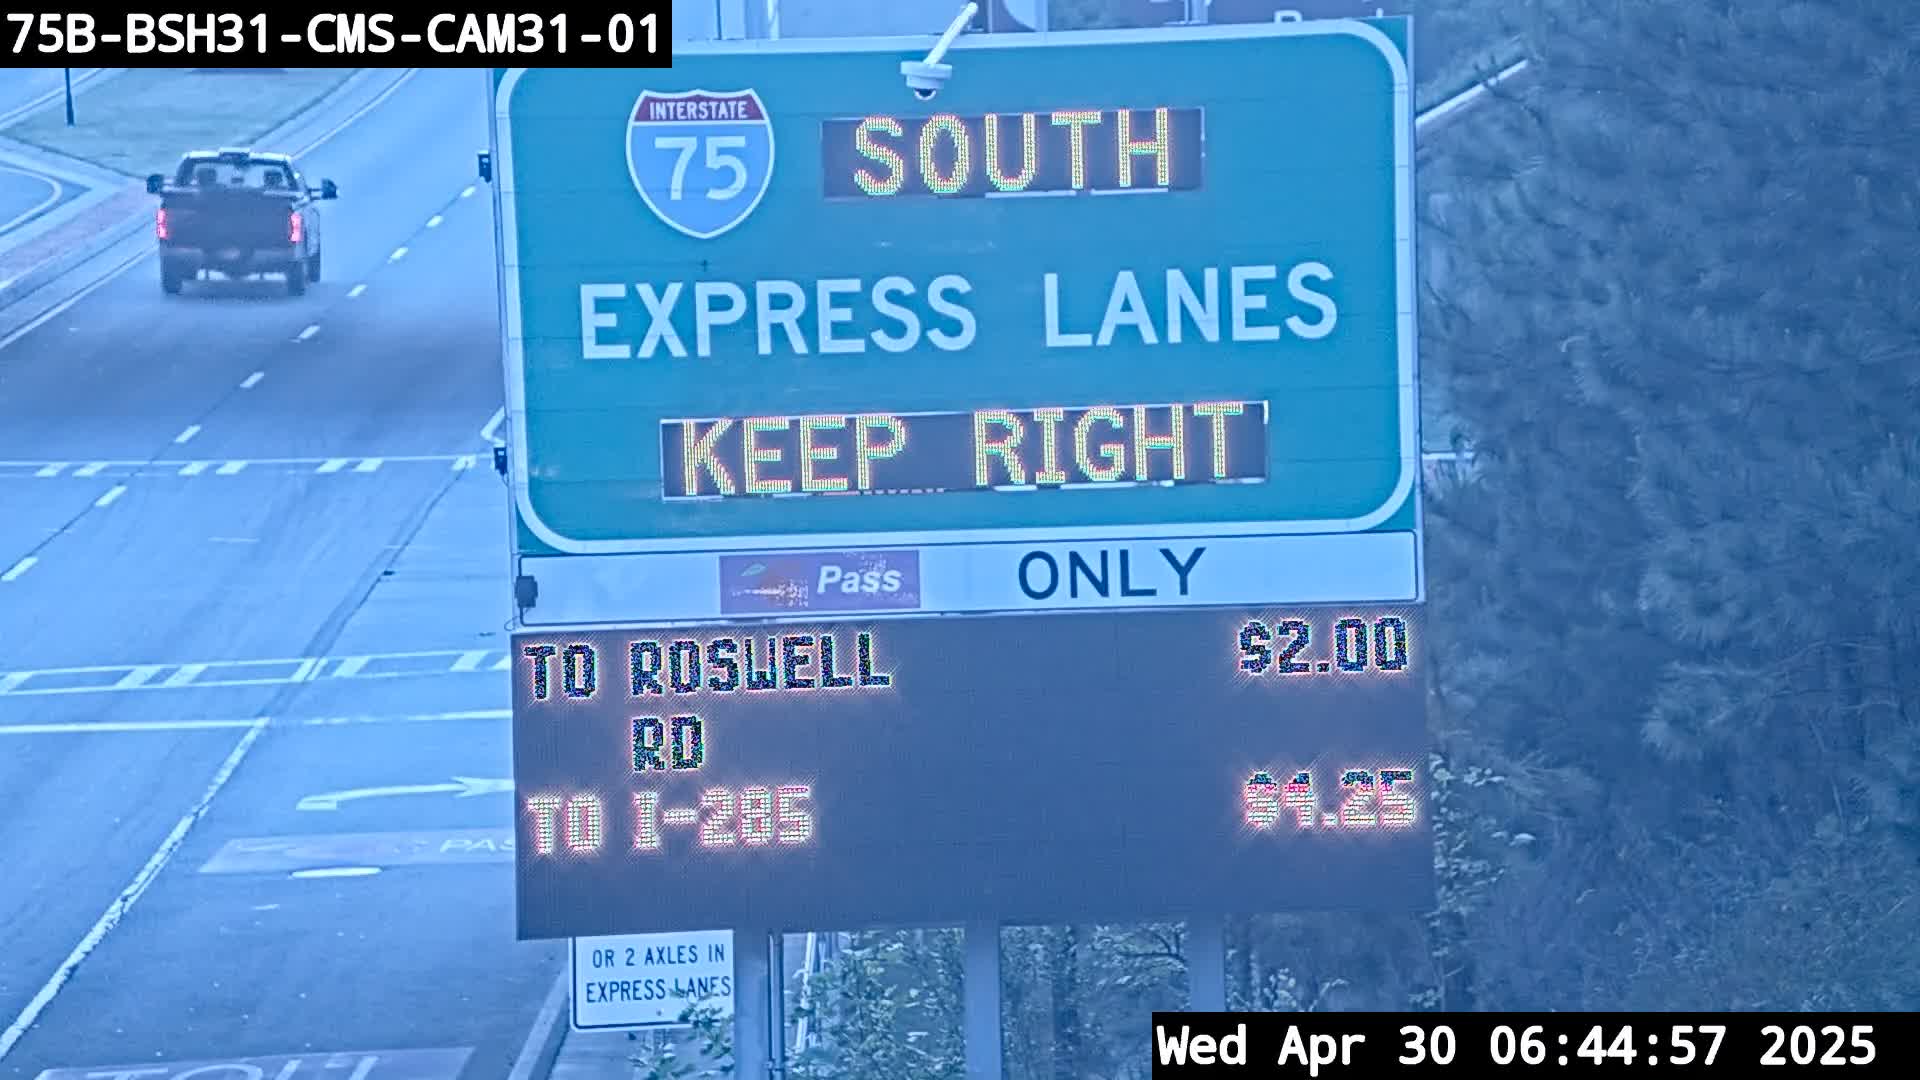 75B-BSH31-CMS-CAM31-01
INTERSTATE
75
SOUTH
EXPRESS LANES
KEEP RIGHT
Pass
ONLY
TO ROSWELL $2.00
RD
TO I-285 $4.25
OR 2 AXLES IN
EXPRESS LANES
Wed Apr 30 06:44:57 2025